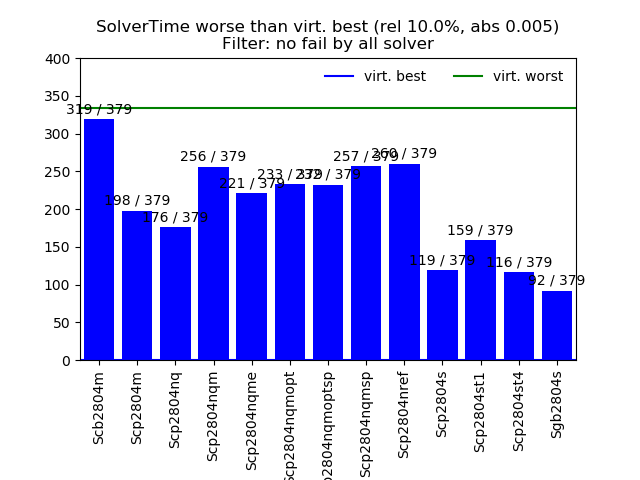 SolverTime worse than virt. best (rel 10.0%, abs 0.005)
Filter: no fail by all solver
virt. best
virt. worst
400
350
300
250
200
150
100
50
0
319 / 379
198 / 379
176 / 379
256 / 379
221 / 379
233 / 379
232 / 379
257 / 379
260 / 379
119 / 379
159 / 379
116 / 379
92 / 379
Scb2804m
Scp2804m
Scp2804nq
Scp2804nqm
Scp2804nqme
Scp2804nqmopt
p2804nqmoptsp
Scp2804nqmsp
Scp2804nref
Scp2804s
Scp2804st1
Scp2804st4
Sgb2804s